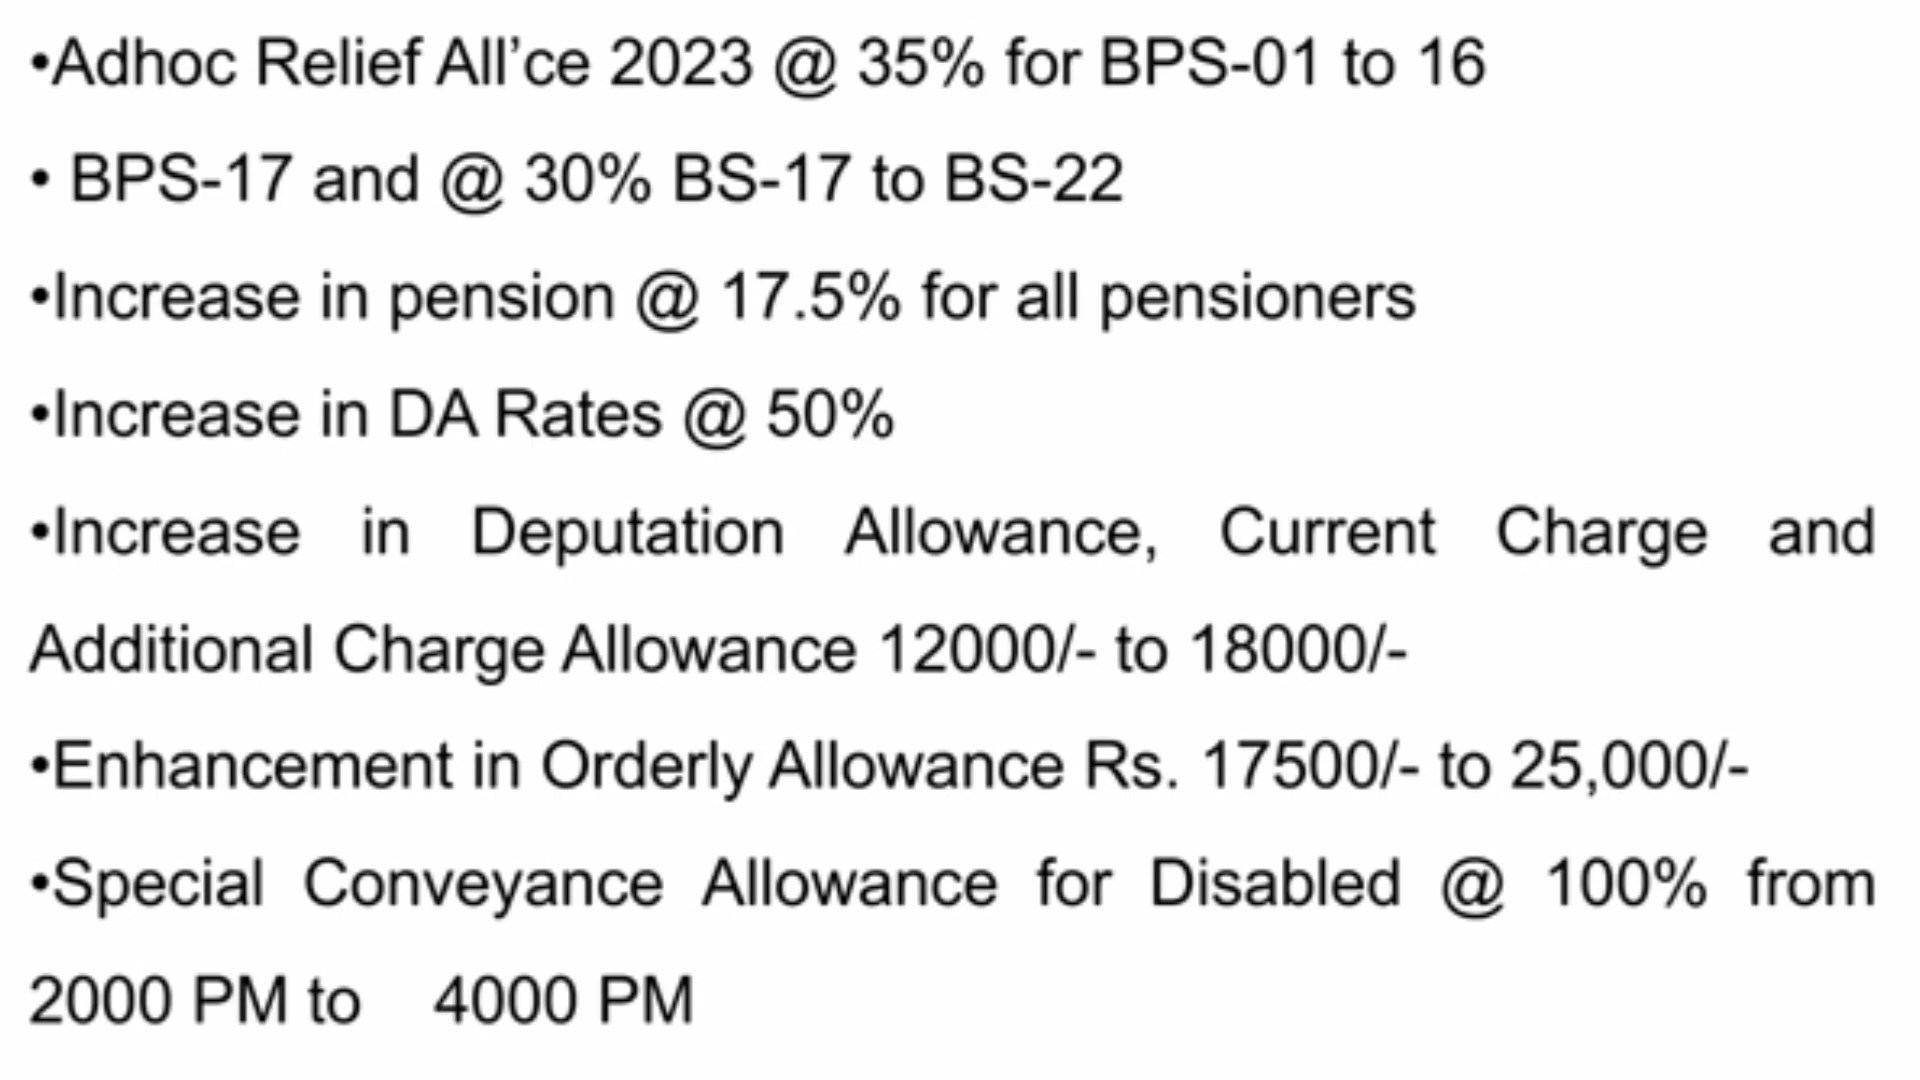 •Adhoc Relief All’ce 2023 @ 35% for BPS-01 to 16
• BPS-17 and @ 30% BS-17 to BS-22
•Increase in pension @ 17.5% for all pensioners
•Increase in DA Rates @ 50%
•Increase in Deputation Allowance, Current Charge and
Additional Charge Allowance 12000/- to 18000/-
•Enhancement in Orderly Allowance Rs. 17500/- to 25,000/-
•Special Conveyance Allowance for Disabled @ 100% from
2000 PM to 4000 PM